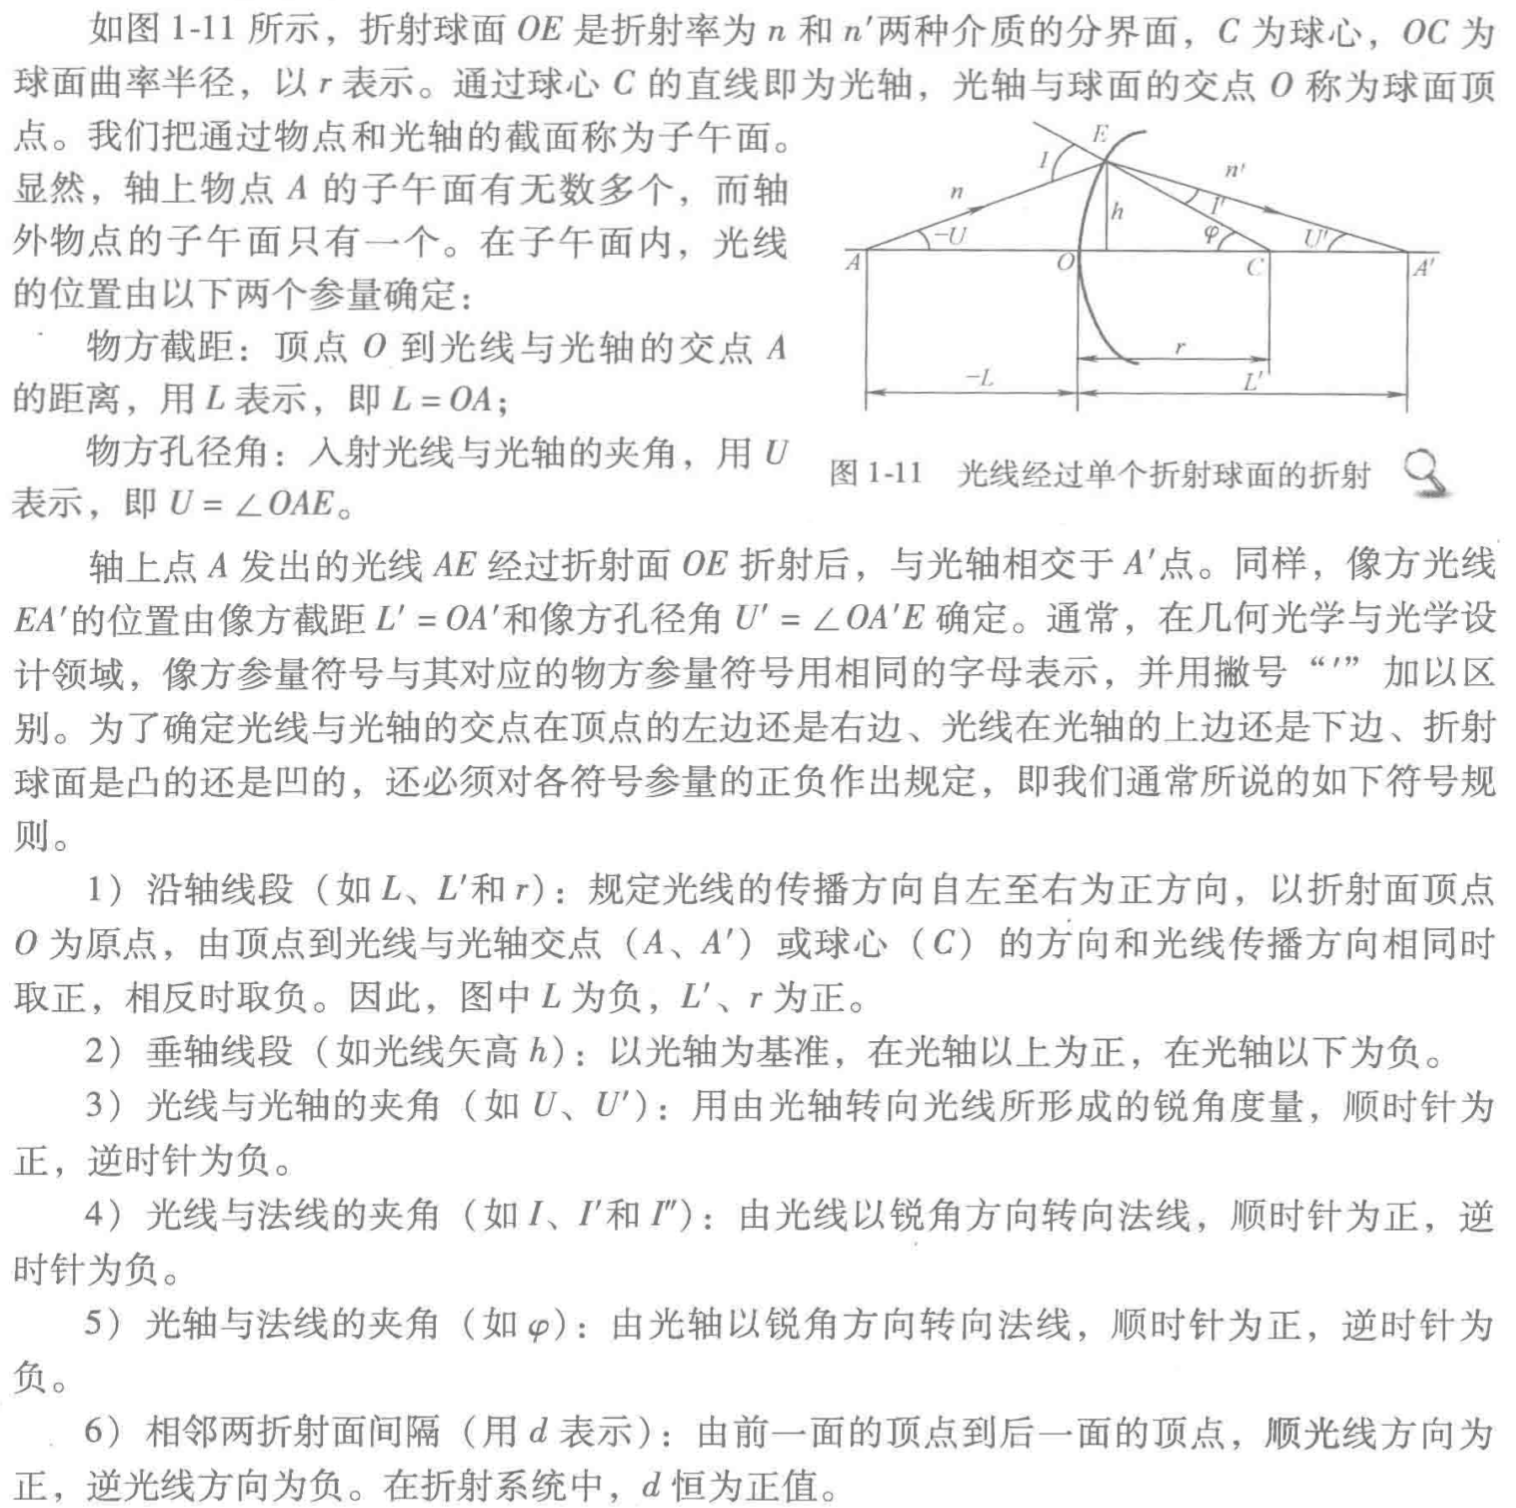 如图 1-11 所示，折射球面 OE 是折射率为 n 和 n′两种介质的分界面，C 为球心，OC 为
球面曲率半径，以 r 表示。通过球心 C 的直线即为光轴，光轴与球面的交点 O 称为球面顶
点。我们把通过物点和光轴的截面称为子午面。
显然，轴上物点 A 的子午面有无数多个，而轴
外物点的子午面只有一个。在子午面内，光线
的位置由以下两个参量确定：
物方截距：顶点 O 到光线与光轴的交点 A
的距离，用 L 表示，即 L = OA；
物方孔径角：入射光线与光轴的夹角，用 U
表示，即 U = ∠OAE。
E
I
n
n′
h
I′
-U
φ
U′
A
O
C
A′
r
-L
L′
图 1-11 光线经过单个折射球面的折射
轴上点 A 发出的光线 AE 经过折射面 OE 折射后，与光轴相交于 A′点。同样，像方光线
EA′的位置由像方截距 L′ = OA′和像方孔径角 U′ = ∠OA′E 确定。通常，在几何光学与光学设
计领域，像方参量符号与其对应的物方参量符号用相同的字母表示，并用撇号“′”加以区
别。为了确定光线与光轴的交点在顶点的左边还是右边、光线在光轴的上边还是下边、折射
球面是凸的还是凹的，还必须对各符号参量的正负作出规定，即我们通常所说的如下符号规
则。
1）沿轴线段（如 L、L′和 r）：规定光线的传播方向自左至右为正方向，以折射面顶点
O 为原点，由顶点到光线与光轴交点（A、A′）或球心（C）的方向和光线传播方向相同时
取正，相反时取负。因此，图中 L 为负，L′、r 为正。
2）垂轴线段（如光线矢高 h）：以光轴为基准，在光轴以上为正，在光轴以下为负。
3）光线与光轴的夹角（如 U、U′）：用由光轴转向光线所形成的锐角度量，顺时针为
正，逆时针为负。
4）光线与法线的夹角（如 I、I′和 I″）：由光线以锐角方向转向法线，顺时针为正，逆
时针为负。
5）光轴与法线的夹角（如 φ）：由光轴以锐角方向转向法线，顺时针为正，逆时针为
负。
6）相邻两折射面间隔（用 d 表示）：由前一面的顶点到后一面的顶点，顺光线方向为
正，逆光线方向为负。在折射系统中，d 恒为正值。